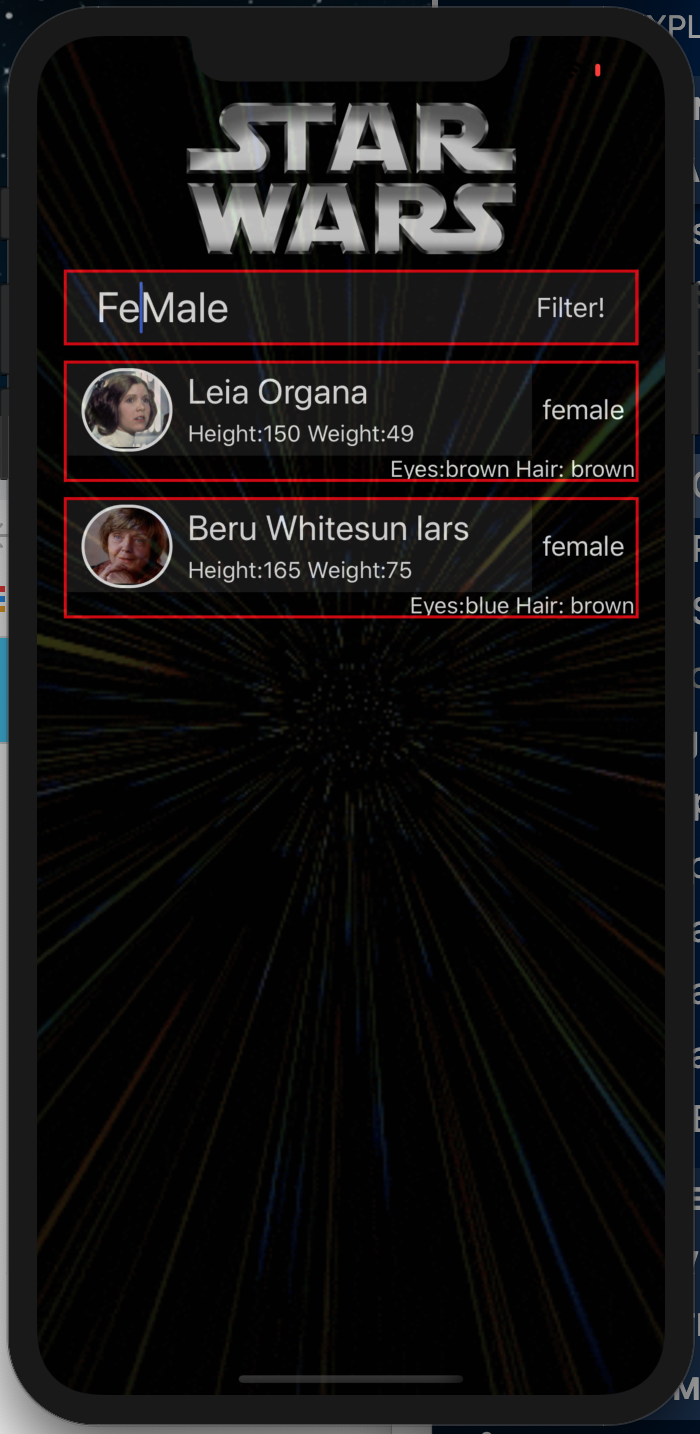 STAR
WARS
FeMale Filter!
Leia Organa
female
Height:150 Weight:49
Eyes:brown Hair: brown
Beru Whitesun lars
female
Height:165 Weight:75
Eyes:blue Hair: brown